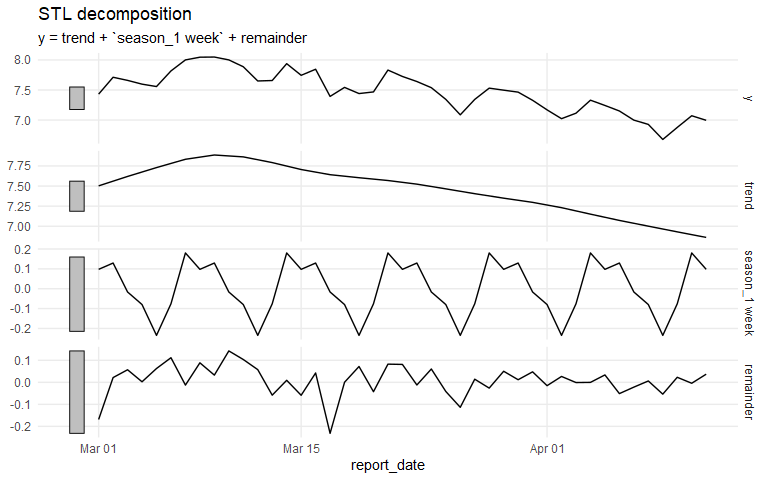 STL decomposition
y = trend + `season_1 week` + remainder
8.0
7.5
7.0
y
7.75
7.50
7.25
7.00
trend
0.2
0.1
0.0
-0.1
-0.2
season_1 week
0.1
0.0
-0.1
-0.2
remainder
Mar 01
Mar 15
Apr 01
report_date